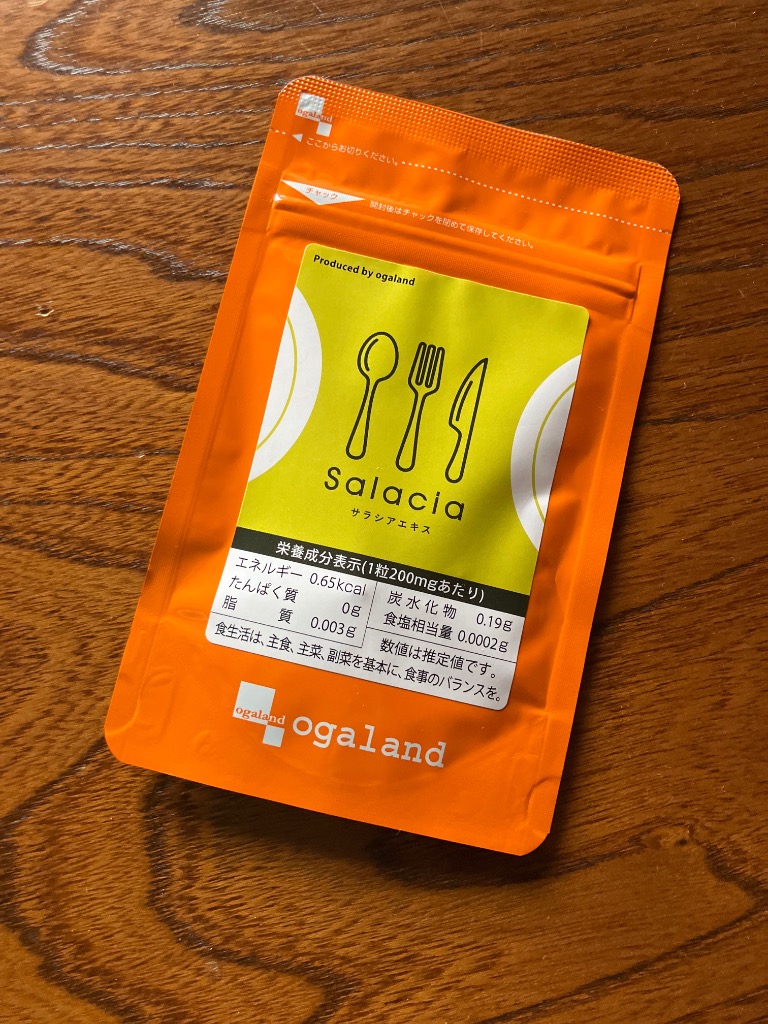 ogaland
ここからお切りください。
チャック
開封後はチャックを閉めて保存してください。
Produced by ogaland
Salacia
サラシアエキス
栄養成分表示(1粒200mgあたり)
エネルギー 0.65kcal
たんぱく質 0g
脂質 0.003g
炭水化物 0.19g
食塩相当量 0.0002g
数値は推定値です。
食生活は、主食、主菜、副菜を基本に、食事のバランスを。
ogaland
ogaland